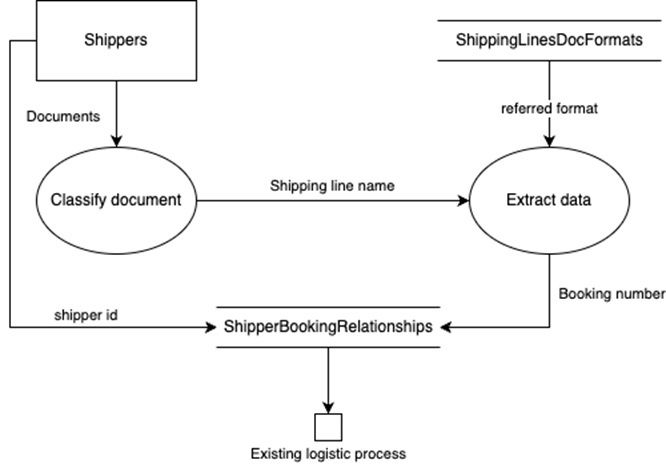 Shippers
ShippingLinesDocFormats
Documents
referred format
Classify document
Shipping line name
Extract data
Booking number
shipper id
ShipperBookingRelationships
Existing logistic process